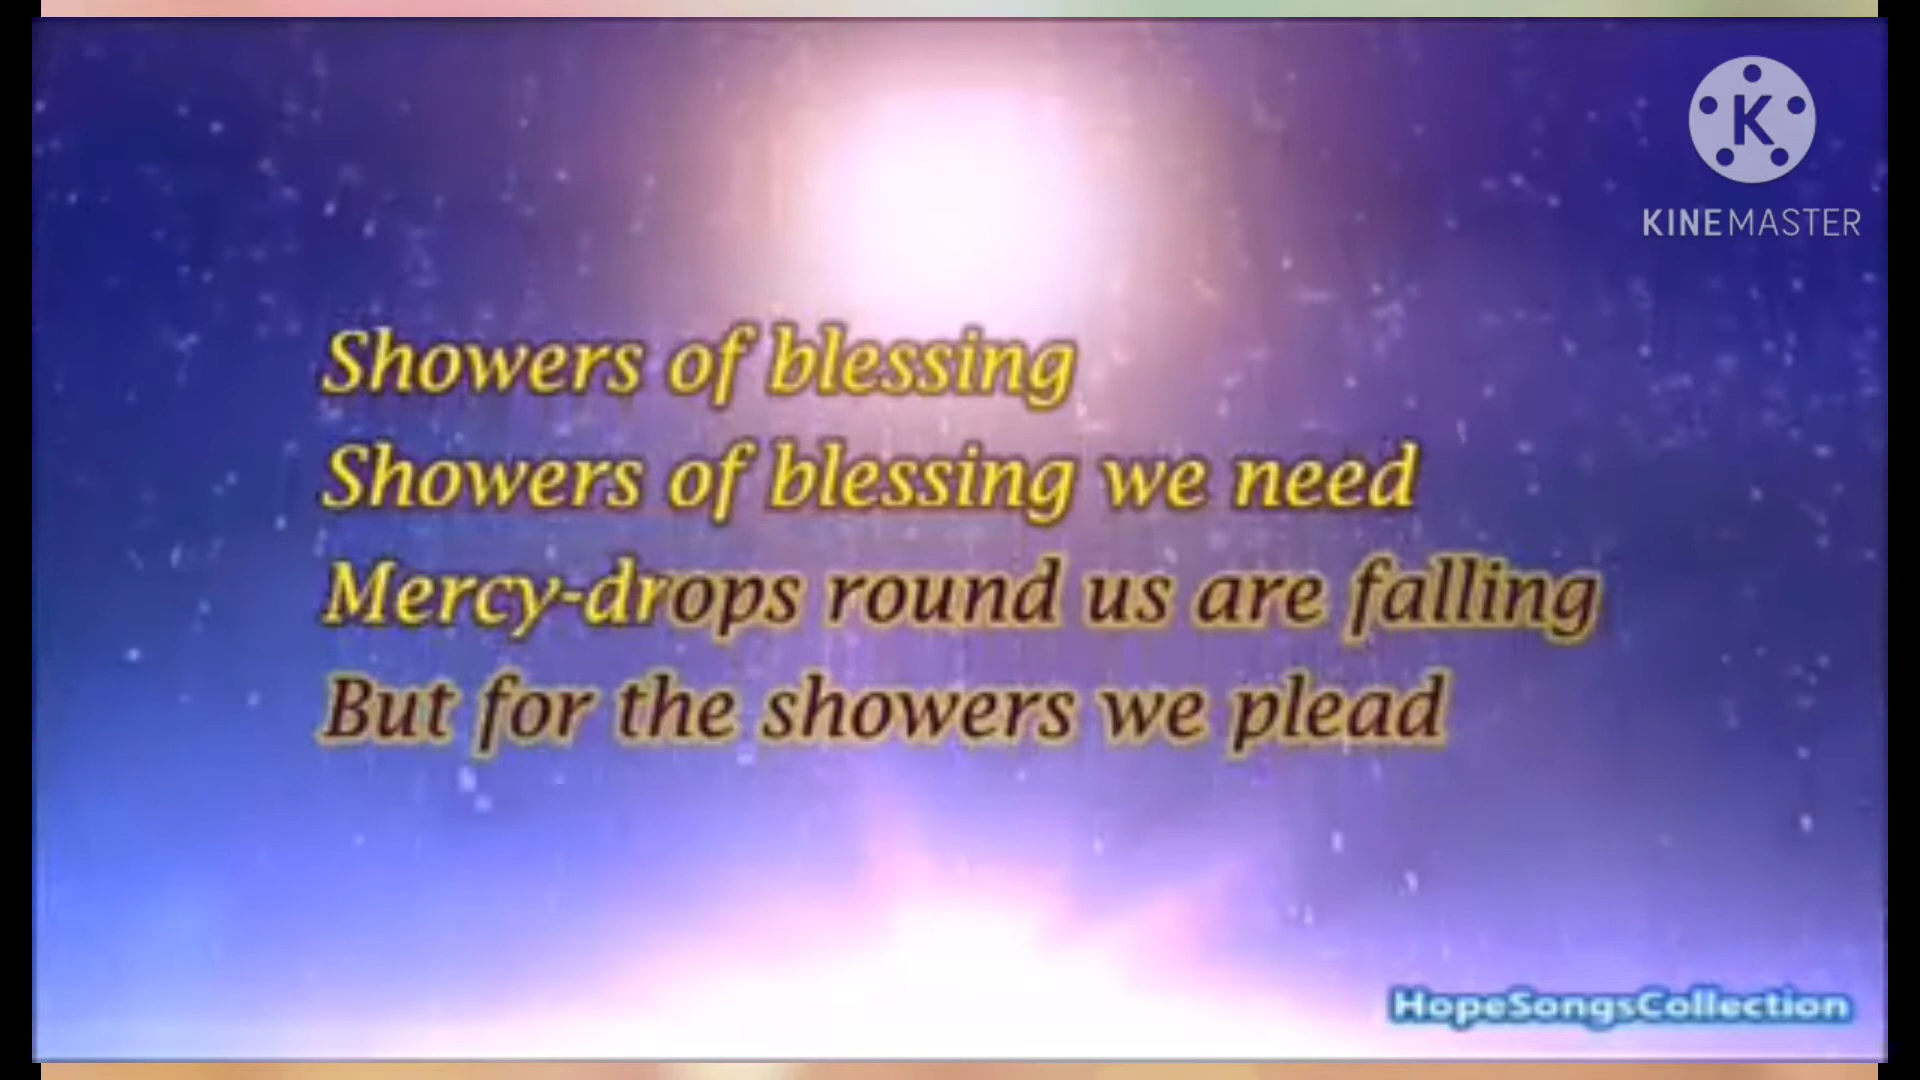 K
KINEMASTER
Showers of blessing
Showers of blessing we need
Mercy-drops round us are falling
But for the showers we plead
HopeSongsCollection